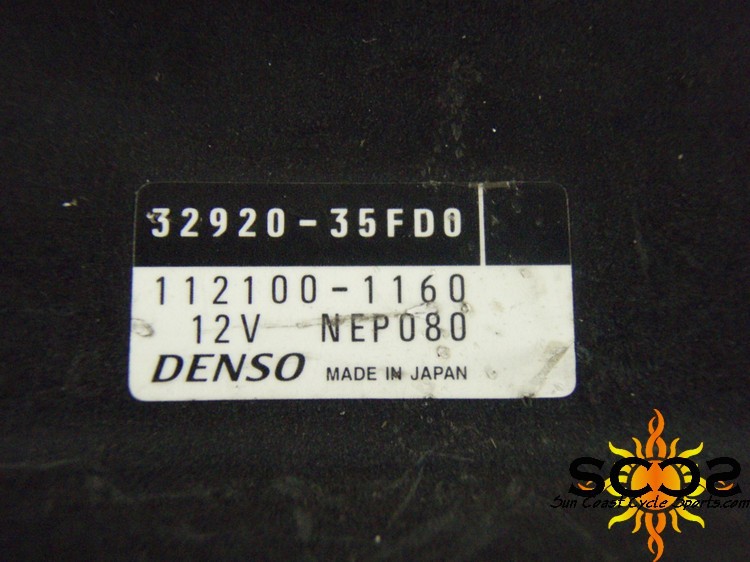 32920-35FD0
112100-1160
12V NEP080
DENSO MADE IN JAPAN
SCCS
Sun Coast Cycle Sports.com